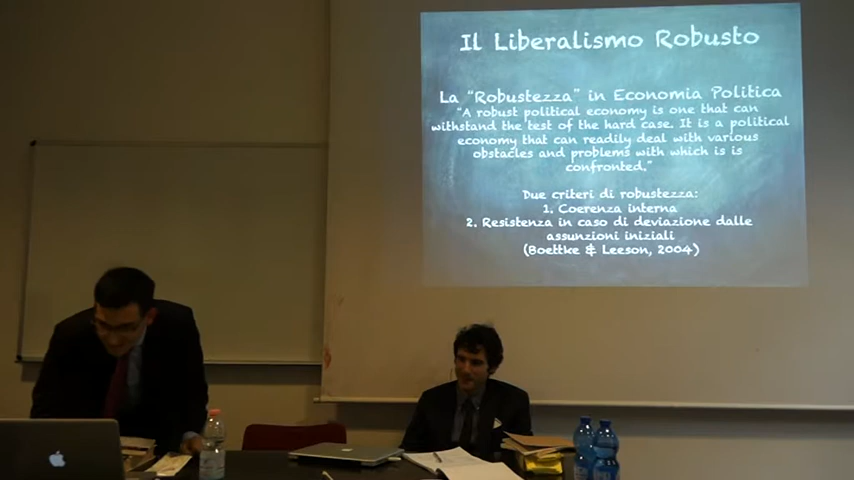 Il Liberalismo Robusto
La "Robustezza" in Economia Politica
"A robust political economy is one that can
withstand the test of the hard case. It is a political
economy that can readily deal with various
obstacles and problems with which is is
confronted."
Due criteri di robustezza:
1. Coerenza interna
2. Resistenza in caso di deviazione dalle
assunzioni iniziali
(Boettke & Leeson, 2004)